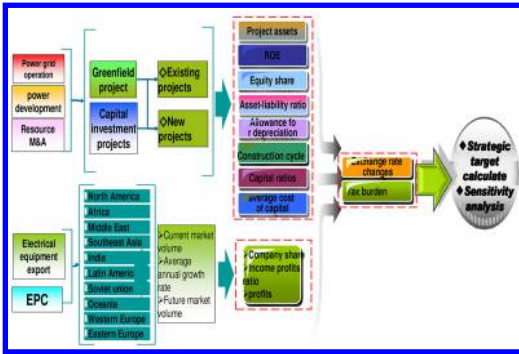 Power grid
operation
power
development
Resource
M&A
Greenfield
project
Capital
investment
projects
◇Existing
projects
◇New
projects
Project assets
ROE
Equity share
Asset-liability ratio
Allowance fo
r depreciation
Construction cycle
Capital ratios
average cost
of capital
Exchange rate
changes
Tax burden
◆Strategic
target
calculate
◆Sensitivity
analysis
Electrical
equipment
export
EPC
North America
Africa
Middle East
Southeast Asia
India
Latin Americ
Soviet union
Oceania
Western Europe
Eastern Europe
➢Current market
volume
➢Average
annual growth
rate
➢Future market
volume
➢Company share
➢Income profits
ratio
➢profits